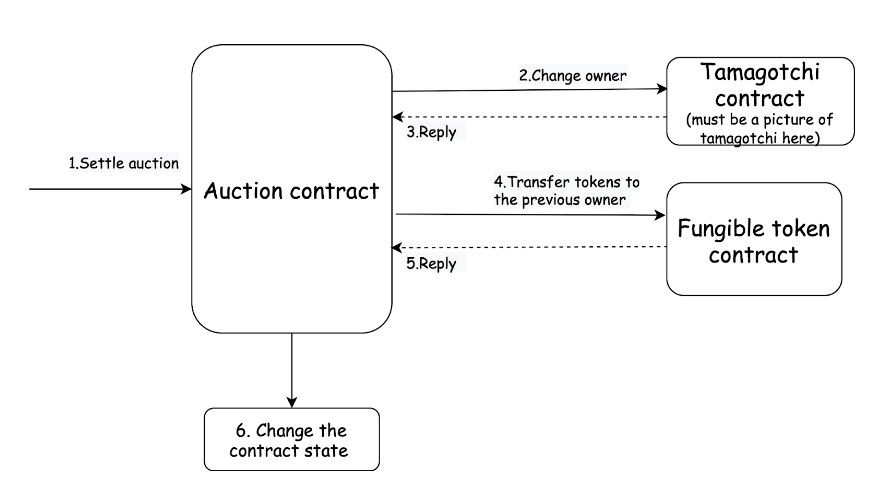 2.Change owner
Tamagotchi
contract
(must be a picture of
tamagotchi here)
3.Reply
1.Settle auction
Auction contract
4.Transfer tokens to
the previous owner
Fungible token
contract
5.Reply
6. Change the
contract state